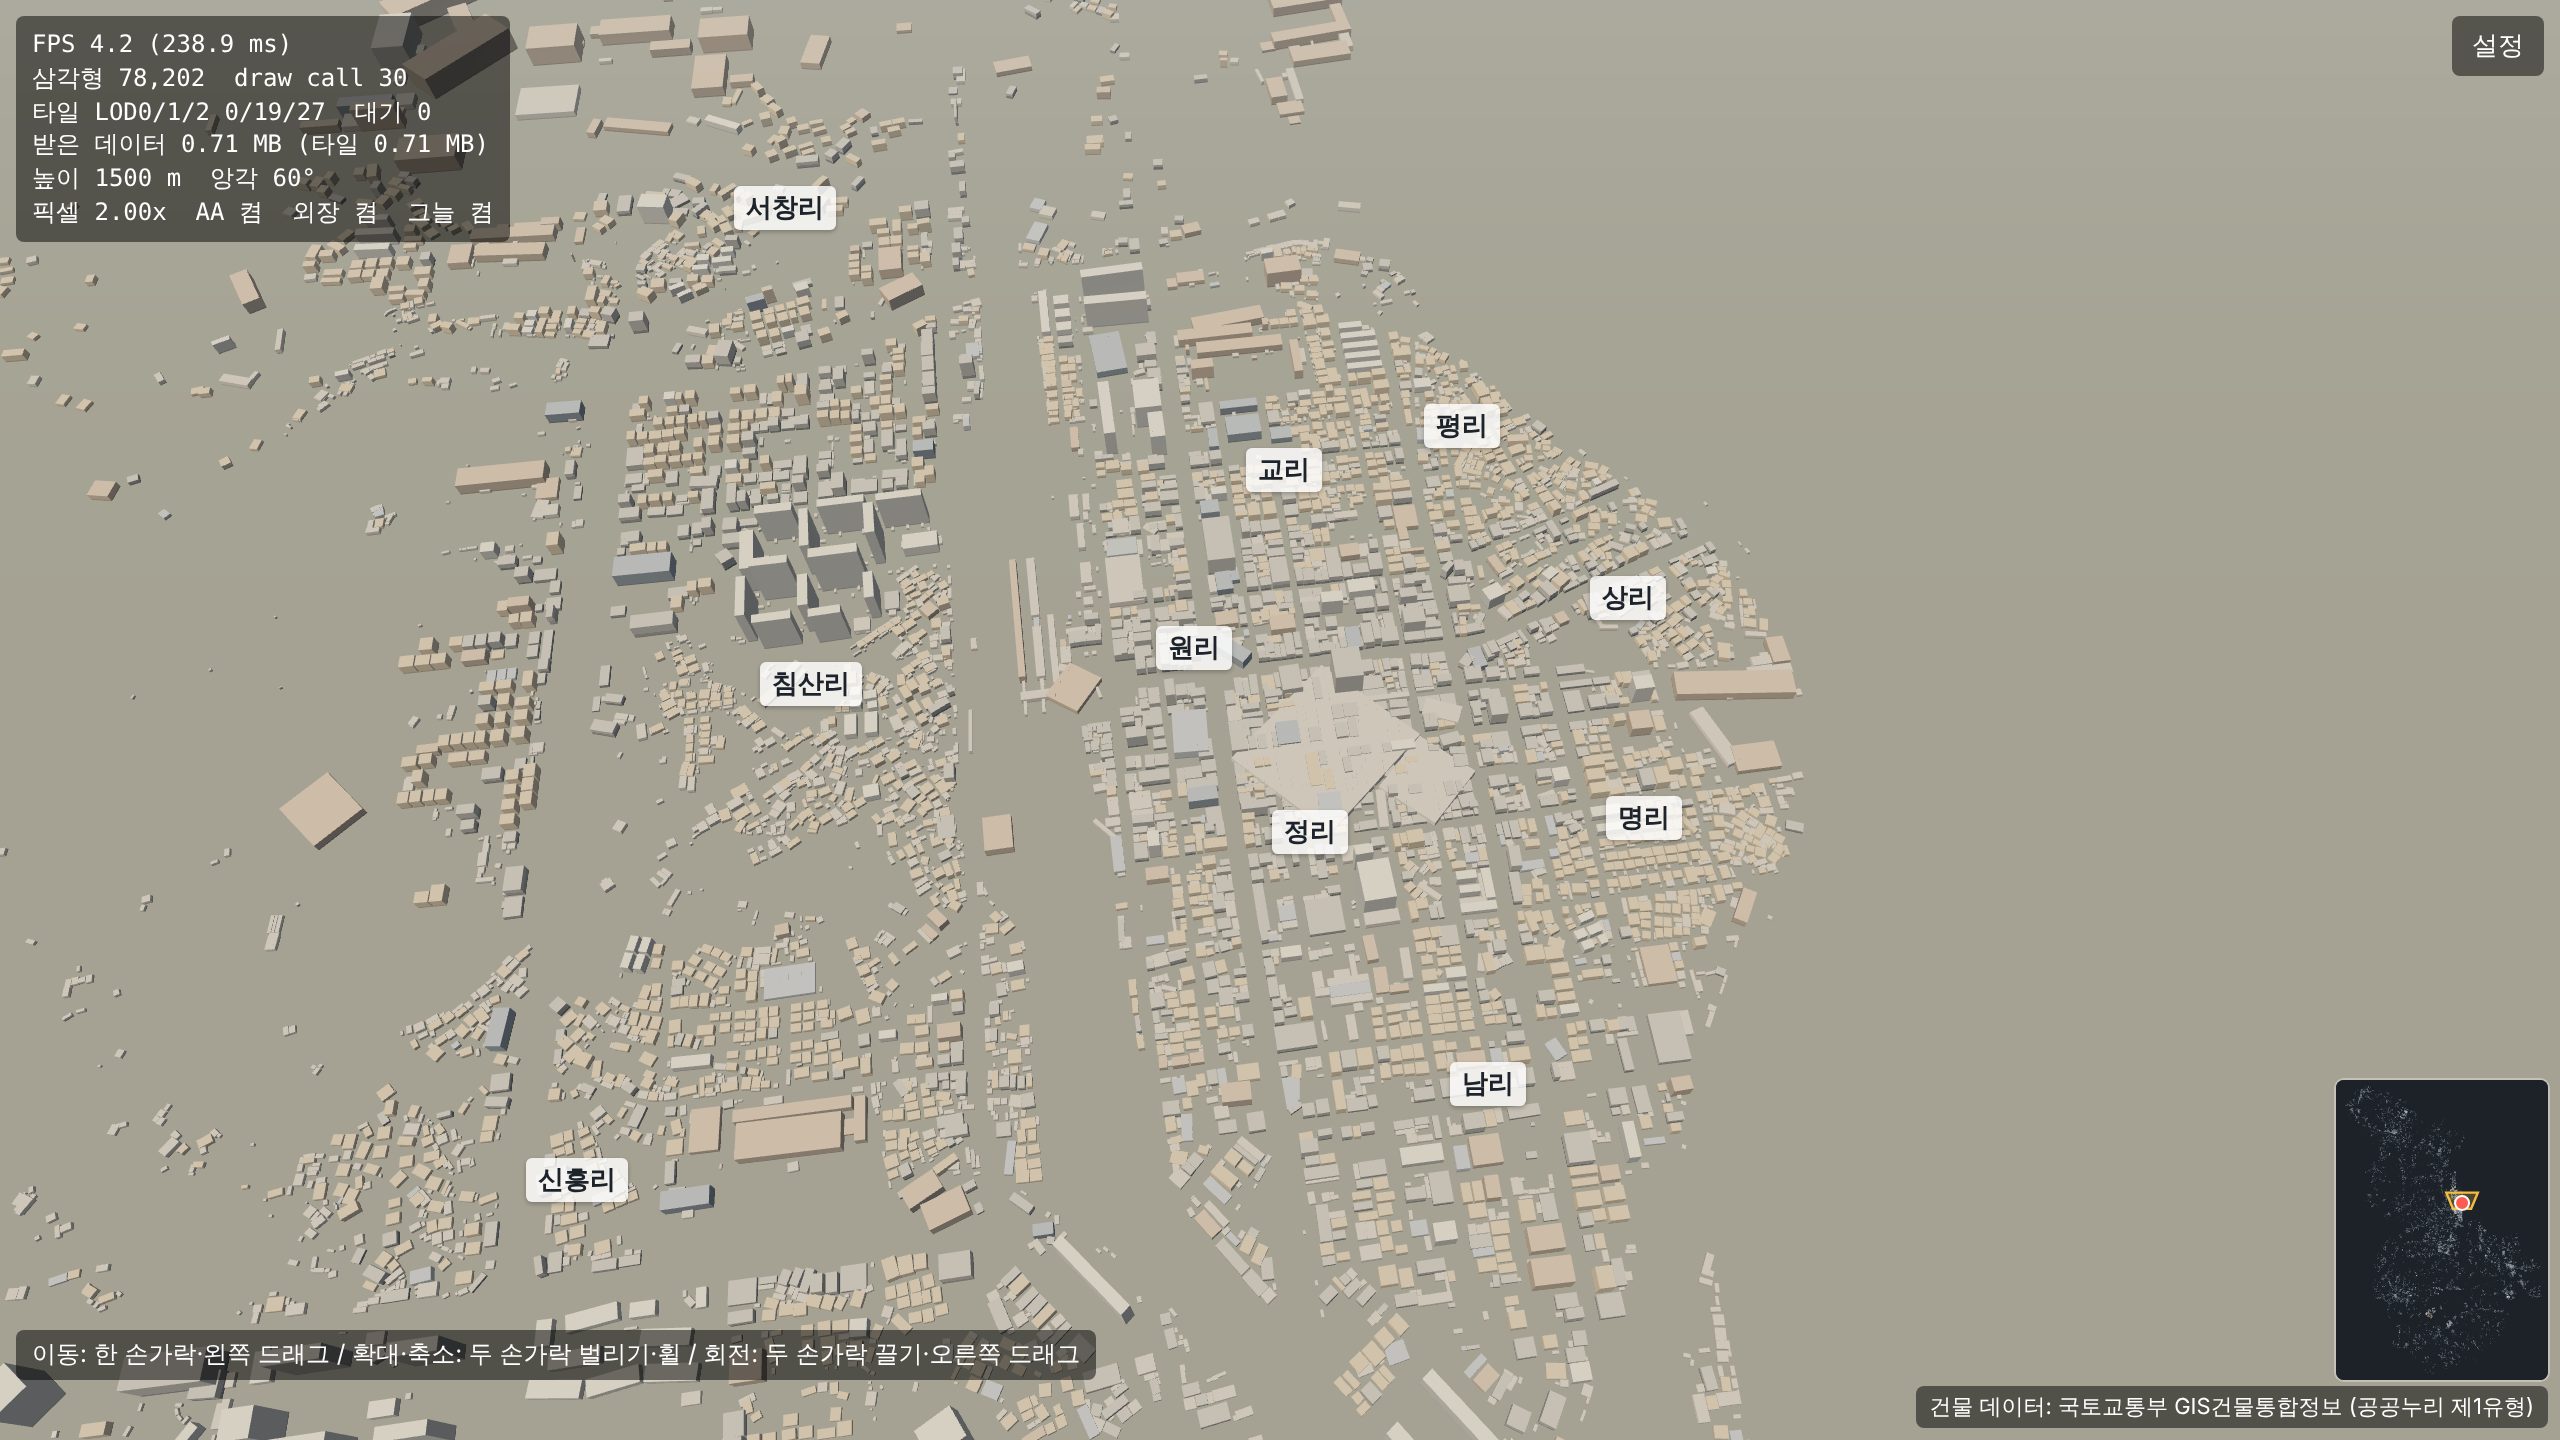 FPS 4.2 (238.9 ms)
삼각형 78,202 draw call 30
타일 LOD0/1/2 0/19/27 대기 0
받은 데이터 0.71 MB (타일 0.71 MB)
높이 1500 m 앙각 60°
픽셀 2.00x AA 켬 외장 켬 그늘 켬
설정
서창리
평리
교리
상리
원리
침산리
명리
정리
남리
신흥리
이동: 한 손가락·왼쪽 드래그 / 확대·축소: 두 손가락 벌리기·휠 / 회전: 두 손가락 끌기·오른쪽 드래그
건물 데이터: 국토교통부 GIS건물통합정보 (공공누리 제1유형)